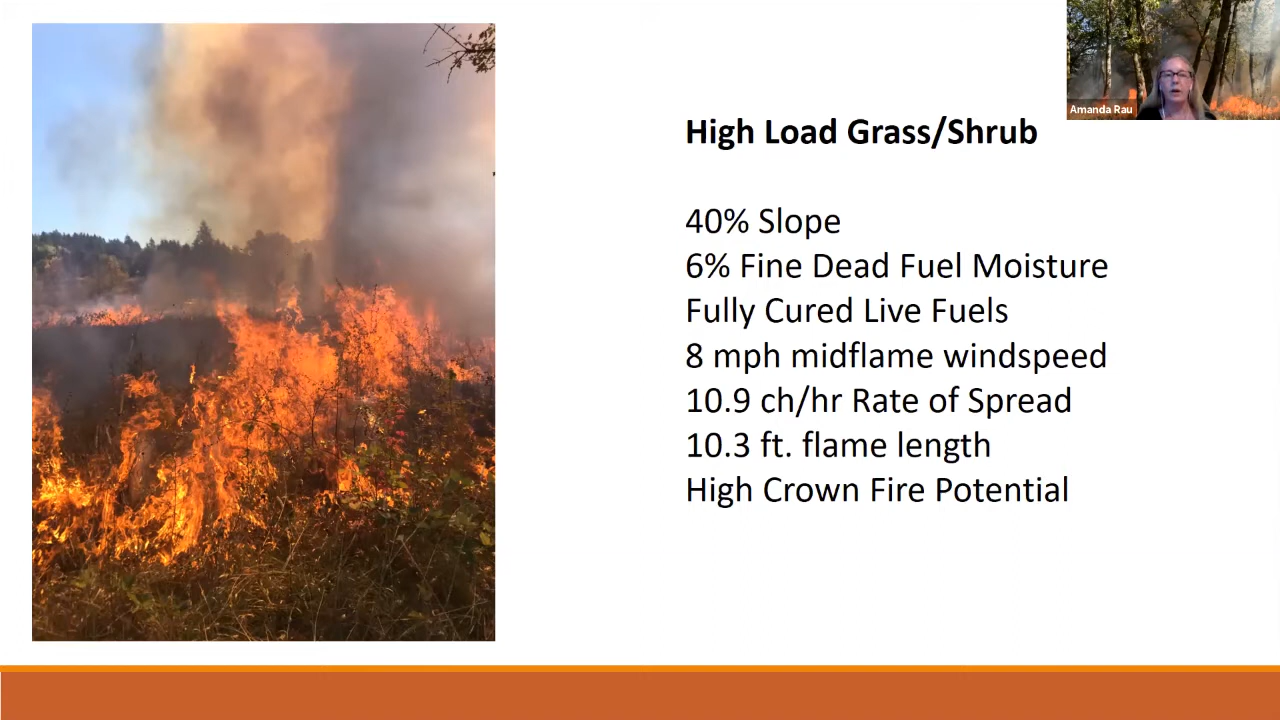 High Load Grass/Shrub
40% Slope
6% Fine Dead Fuel Moisture
Fully Cured Live Fuels
8 mph midflame windspeed
10.9 ch/hr Rate of Spread
10.3 ft. flame length
High Crown Fire Potential
Amanda Rau